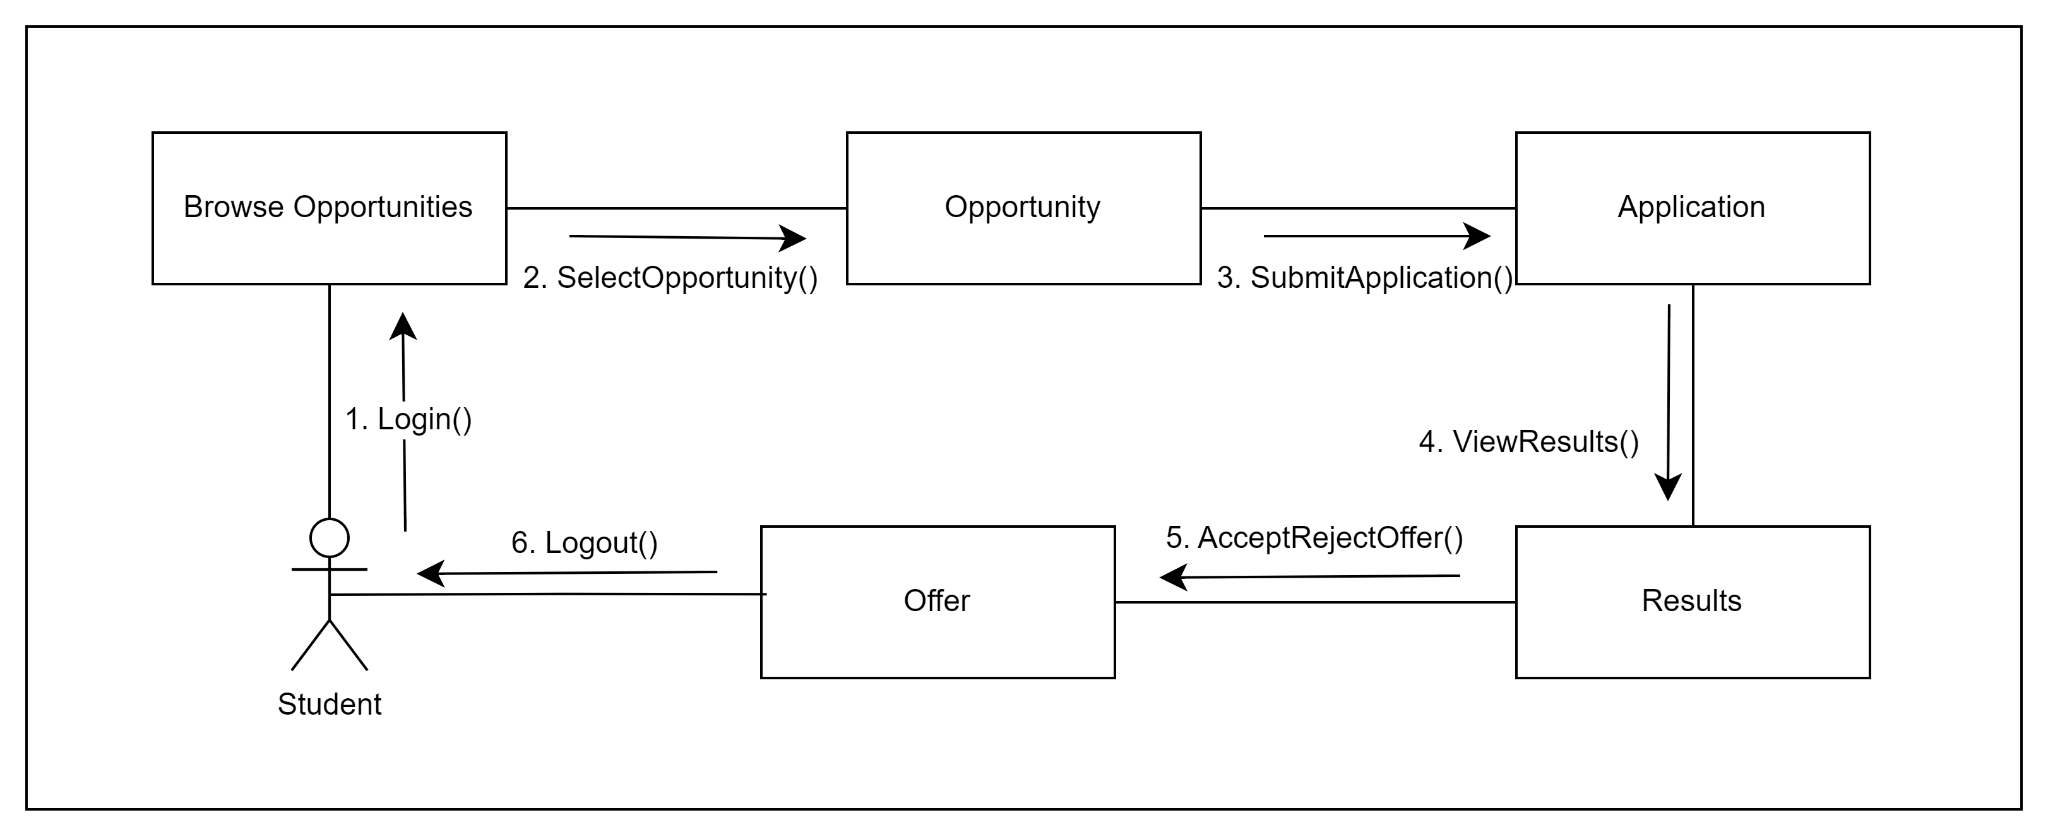 Browse Opportunities
Opportunity
Application
2. SelectOpportunity()
3. SubmitApplication()
1. Login()
4. ViewResults()
6. Logout()
5. AcceptRejectOffer()
Offer
Results
Student